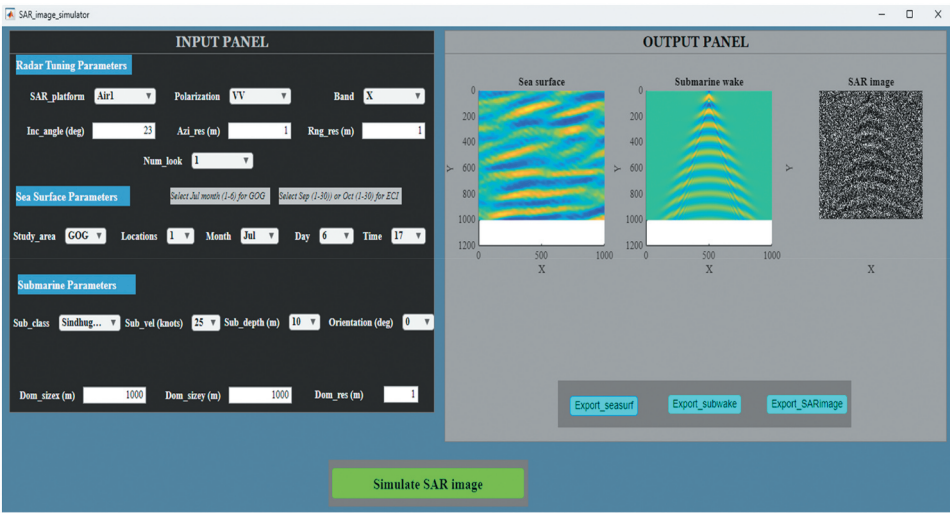 SAR_image_simulator
INPUT PANEL
Radar Tuning Parameters
SAR_platform Air1 Polarization VV Band X
Inc_angle (deg) 23 Azi_res (m) 1 Rng_res (m) 1
Num_look 1
Sea Surface Parameters Select Jul month (1-6) for GOG Select Sep (1-30)) or Oct (1-30) for ECI
Study_area GOG Locations 1 Month Jul Day 6 Time 17
Submarine Parameters
Sub_class Sindhug... Sub_vel (knots) 25 Sub_depth (m) 10 Orientation (deg) 0
Dom_sizex (m) 1000 Dom_sizey (m) 1000 Dom_res (m) 1
OUTPUT PANEL
Sea surface
0
200
400
600
800
1000
1200
Y
0 500 1000
X
Submarine wake
0
200
400
600
800
1000
1200
Y
0 500 1000
X
SAR image
Y
X
Export_seasurf Export_subwake Export_SARimage
Simulate SAR image